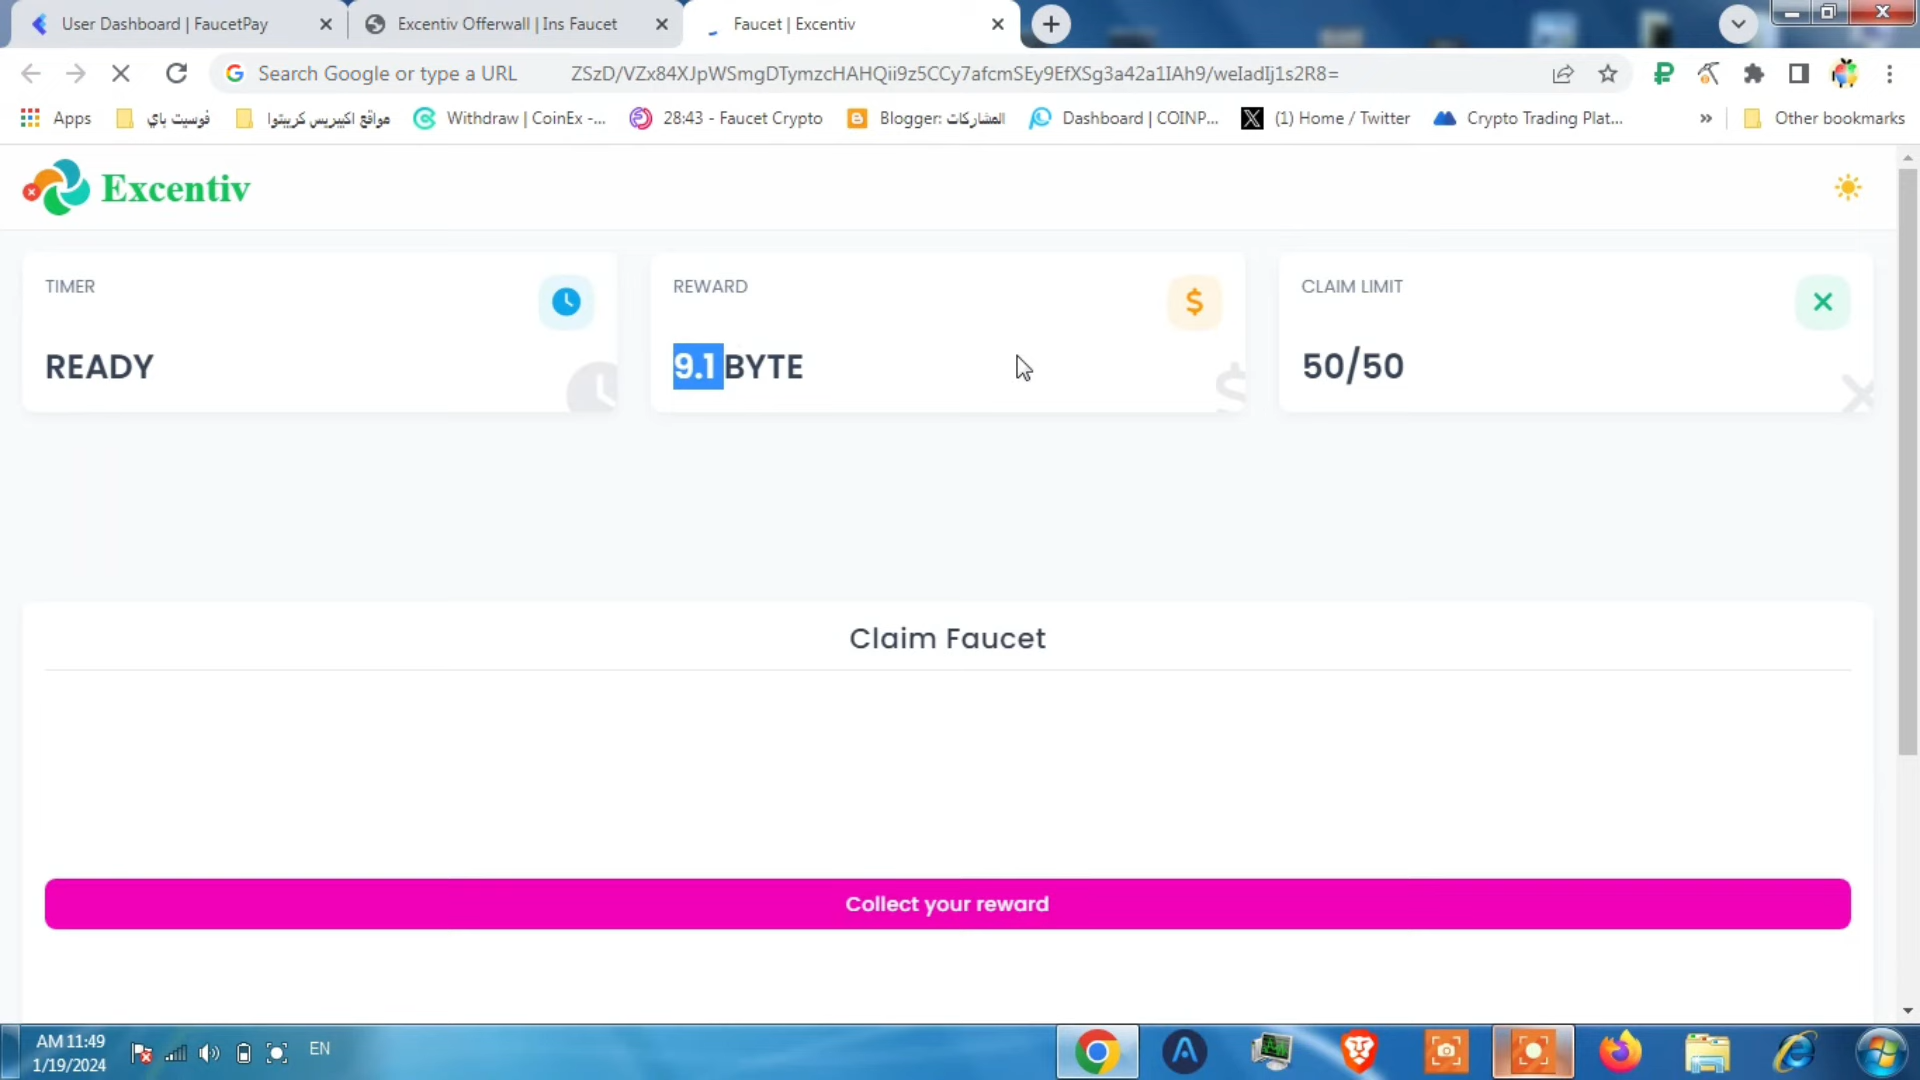 User Dashboard | FaucetPay
Excentiv Offerwall | Ins Faucet
Faucet | Excentiv
Search Google or type a URL
ZSzD/VZx84XJpWSmgDTymzcHAHQii9z5CCy7afcmSEy9EfXSg3a42a1IAh9/weIadIj1s2R8=
Apps
فوسيت باي
مواقع اكبيريس كريبتوا
Withdraw | CoinEx -...
28:43 - Faucet Crypto
Blogger: المشاركات
Dashboard | COINP...
(1) Home / Twitter
Crypto Trading Plat...
»
Other bookmarks
Excentiv
TIMER
READY
REWARD
9.1 BYTE
CLAIM LIMIT
50/50
Claim Faucet
Collect your reward
AM 11:49
1/19/2024
EN